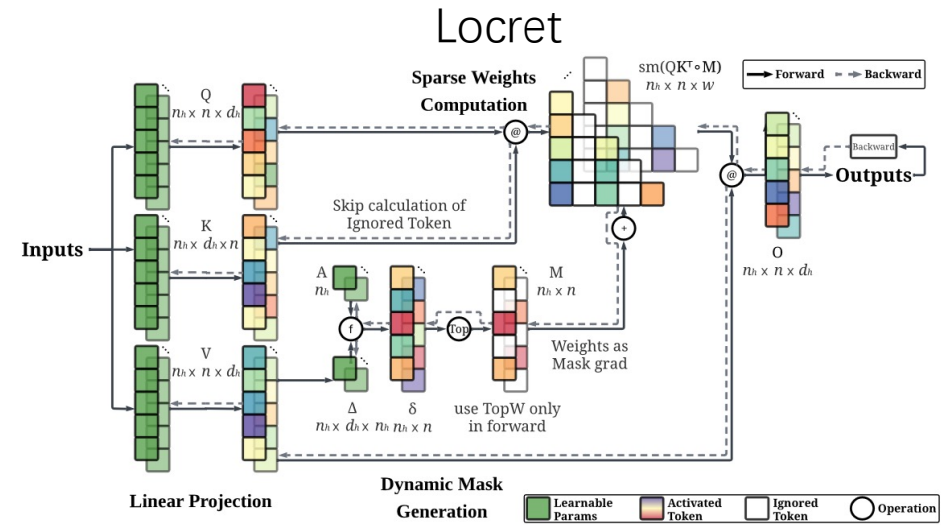 Locret
Sparse Weights
Computation
sm(QKᵀ∘M)
nₕ x n x w
Forward
Backward
Q
nₕ x n x dₕ
@
@
Backward
Outputs
Skip calculation of
Ignored Token
K
nₕ x dₕ x n
Inputs
+
O
nₕ x n x dₕ
A
nₕ
M
nₕ x n
f
Top
Weights as
Mask grad
V
nₕ x n x dₕ
Δ
nₕ x dₕ x nₕ
δ
nₕ x n
use TopW only
in forward
Linear Projection
Dynamic Mask
Generation
Learnable
Params
Activated
Token
Ignored
Token
Operation